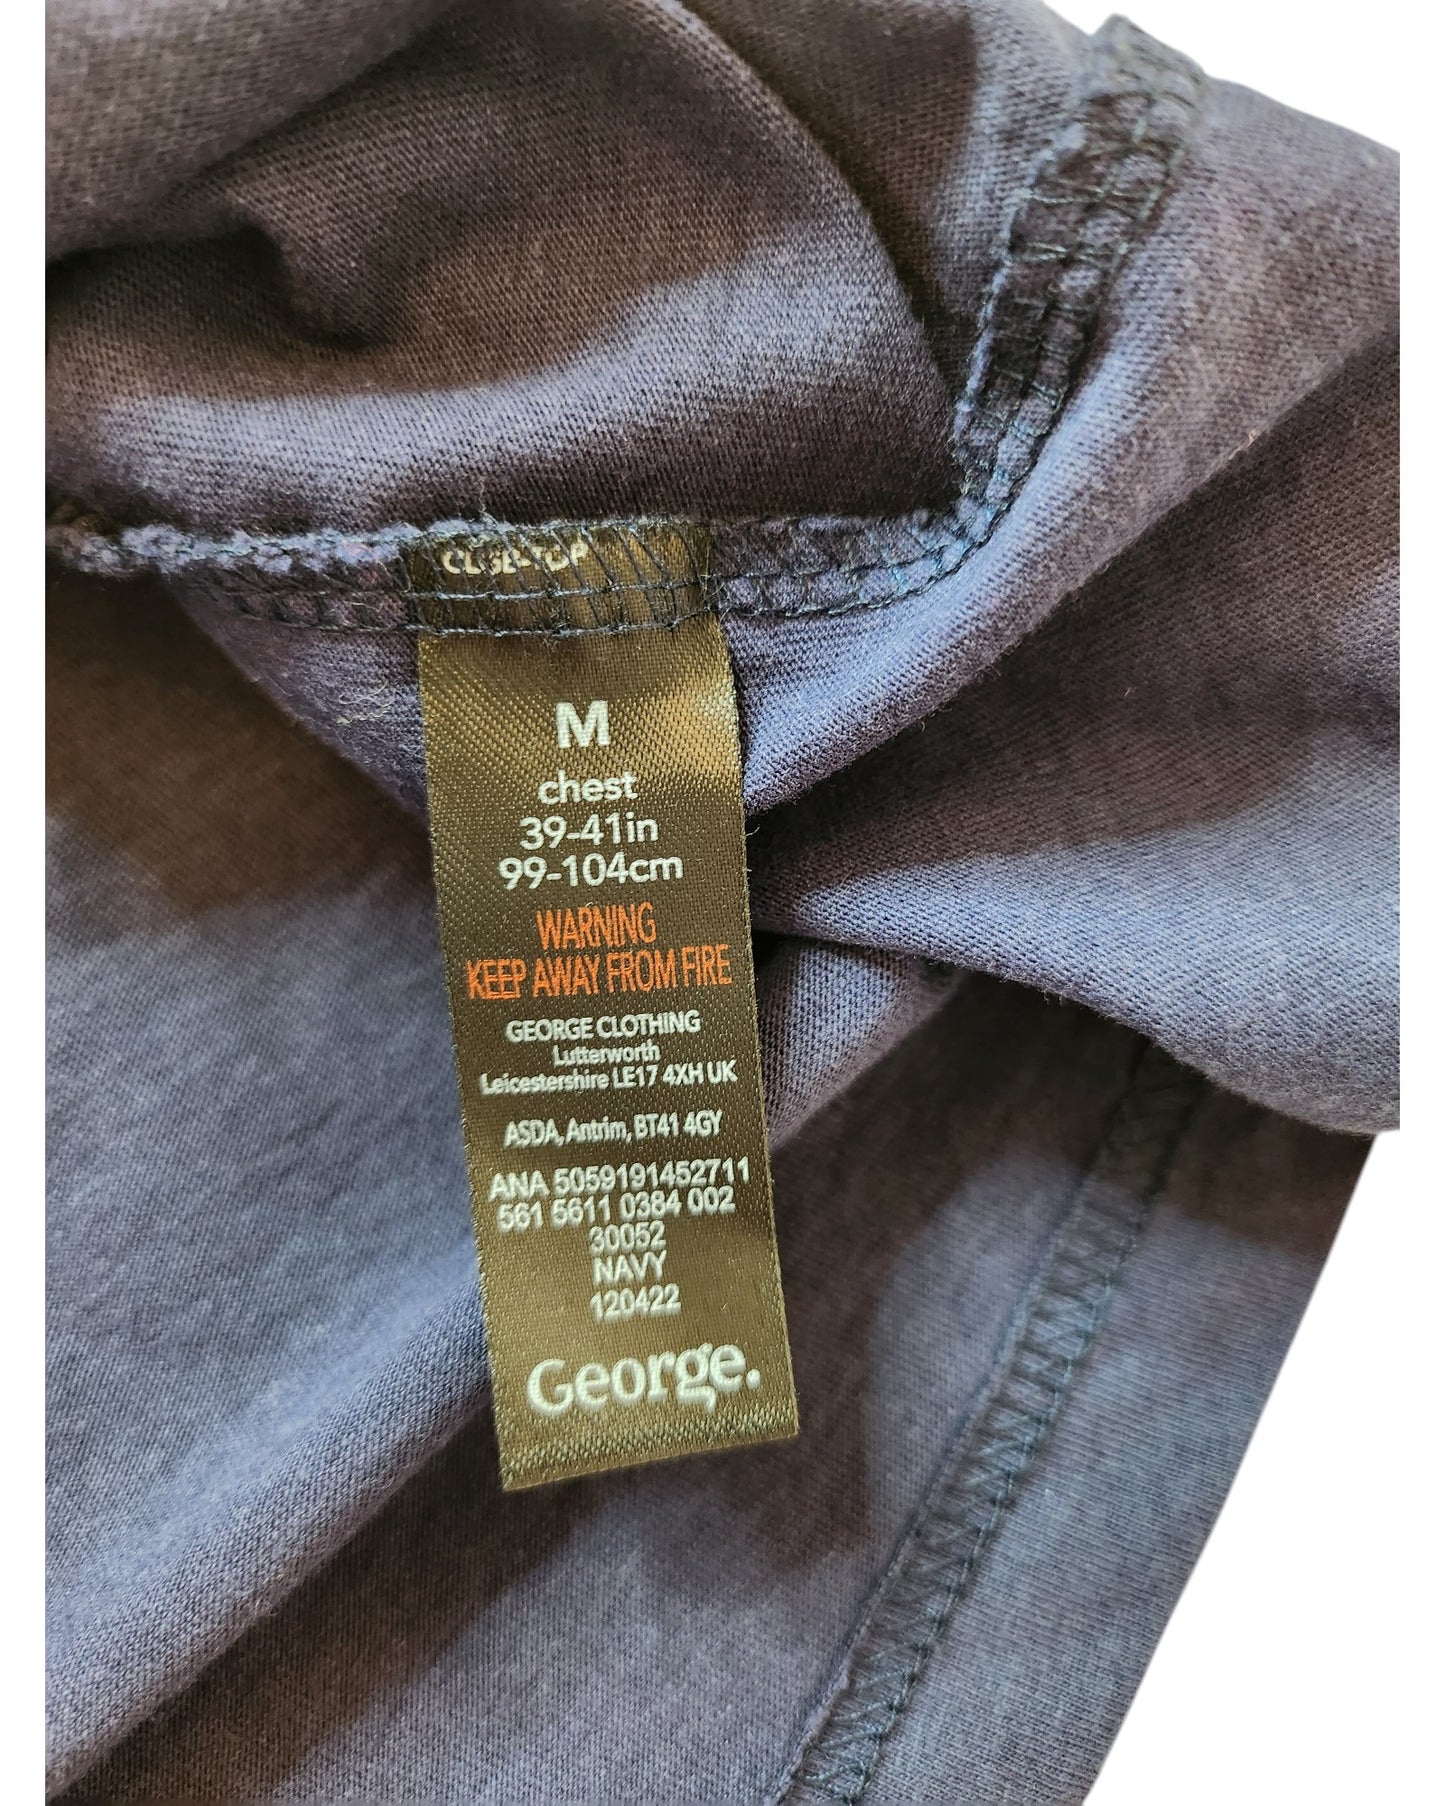 M
chest
39-41in
99-104cm
WARNING
KEEP AWAY FROM FIRE
GEORGE CLOTHING
Lutterworth
Leicestershire LE17 4XH UK
ASDA, Antrim, BT41 4GY
ANA 5059191452711
561 5611 0384 002
30052
NAVY
120422
George.